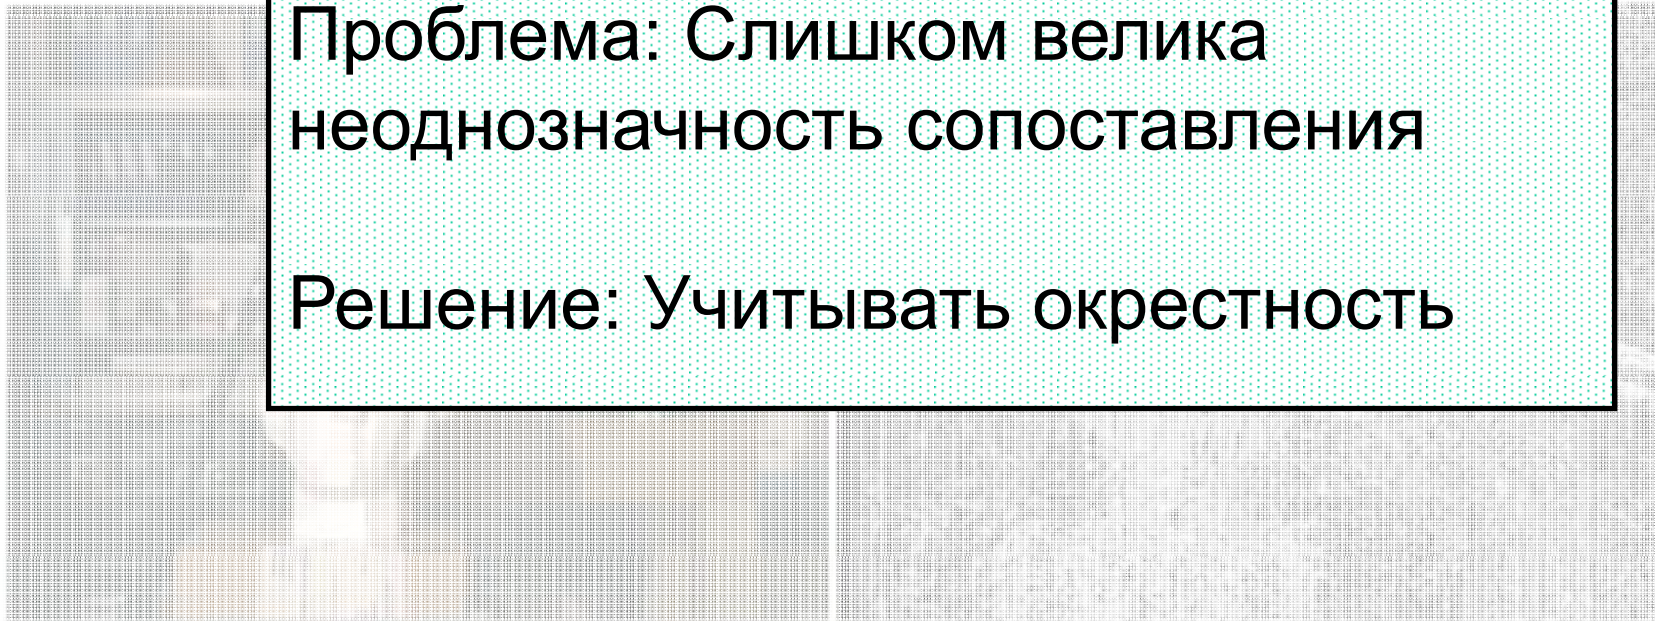 Проблема: Слишком велика
неоднозначность сопоставления
Решение: Учитывать окрестность